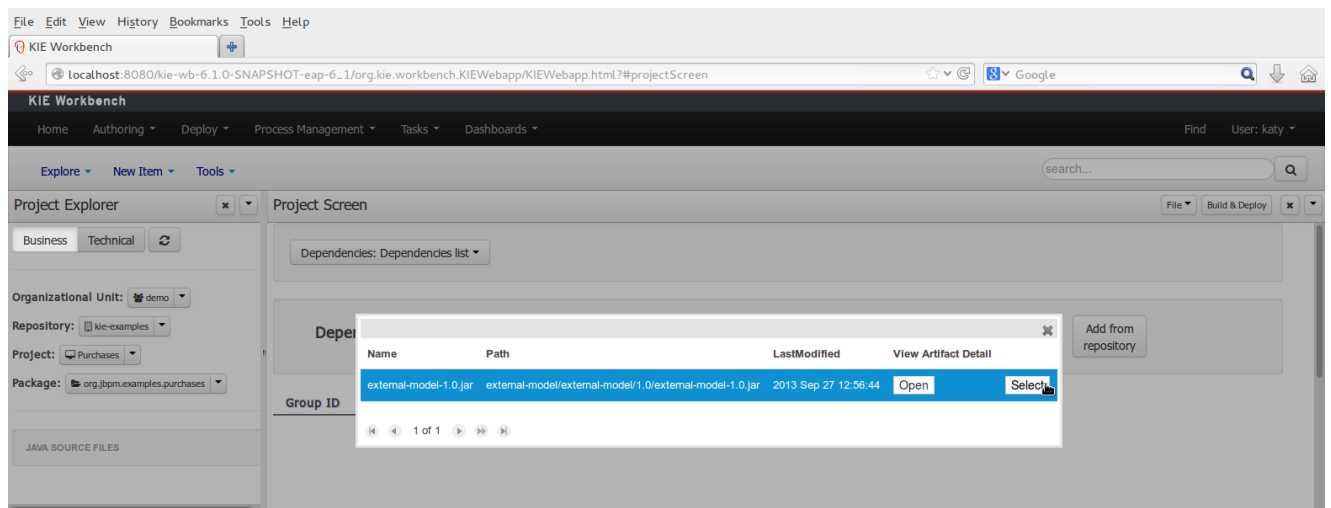 File Edit View History Bookmarks Tools Help
KIE Workbench
localhost:8080/kie-wb-6.1.0-SNAPSHOT-eap-6_1/org.kie.workbench.KIEWebapp/KIEWebapp.html?#projectScreen
Google
KIE Workbench
Home Authoring Deploy Process Management Tasks Dashboards Find User: katy
Explore New Item Tools search...
Project Explorer
Project Screen File Build & Deploy
Business Technical
Dependencies: Dependencies list
Organizational Unit: demo
Repository: kie-examples
Project: Purchases
Package: org.jbpm.examples.purchases
JAVA SOURCE FILES
Depe
Add from
repository
Group ID
Name Path LastModified View Artifact Detail
external-model-1.0.jar external-model/external-model/1.0/external-model-1.0.jar 2013 Sep 27 12:56:44 Open Select
1 of 1